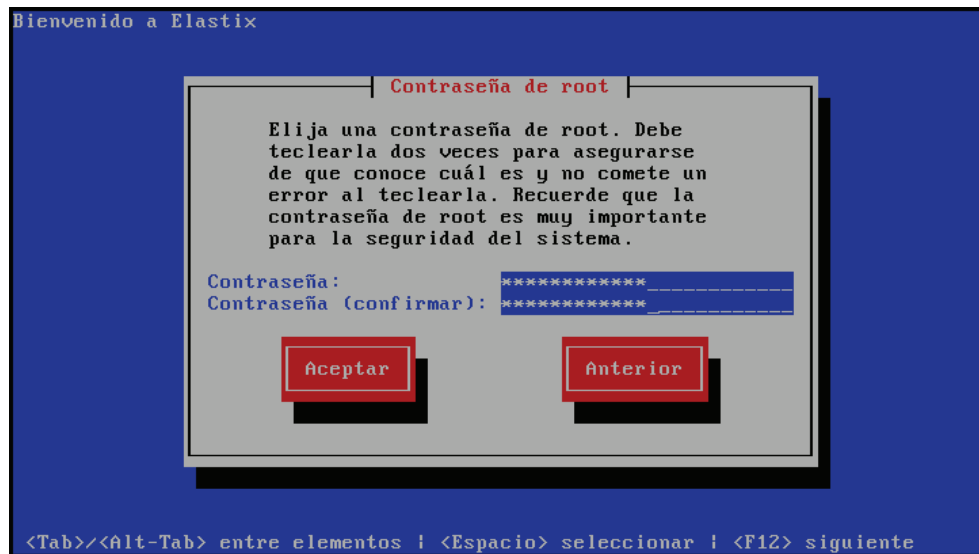 Bienvenido a Elastix
Contraseña de root
Elija una contraseña de root. Debe
teclearla dos veces para asegurarse
de que conoce cuál es y no comete un
error al teclearla. Recuerde que la
contraseña de root es muy importante
para la seguridad del sistema.
Contraseña: ************____________
Contraseña (confirmar): ************____________
Aceptar Anterior
<Tab>/<Alt-Tab> entre elementos ¦ <Espacio> seleccionar ¦ <F12> siguiente